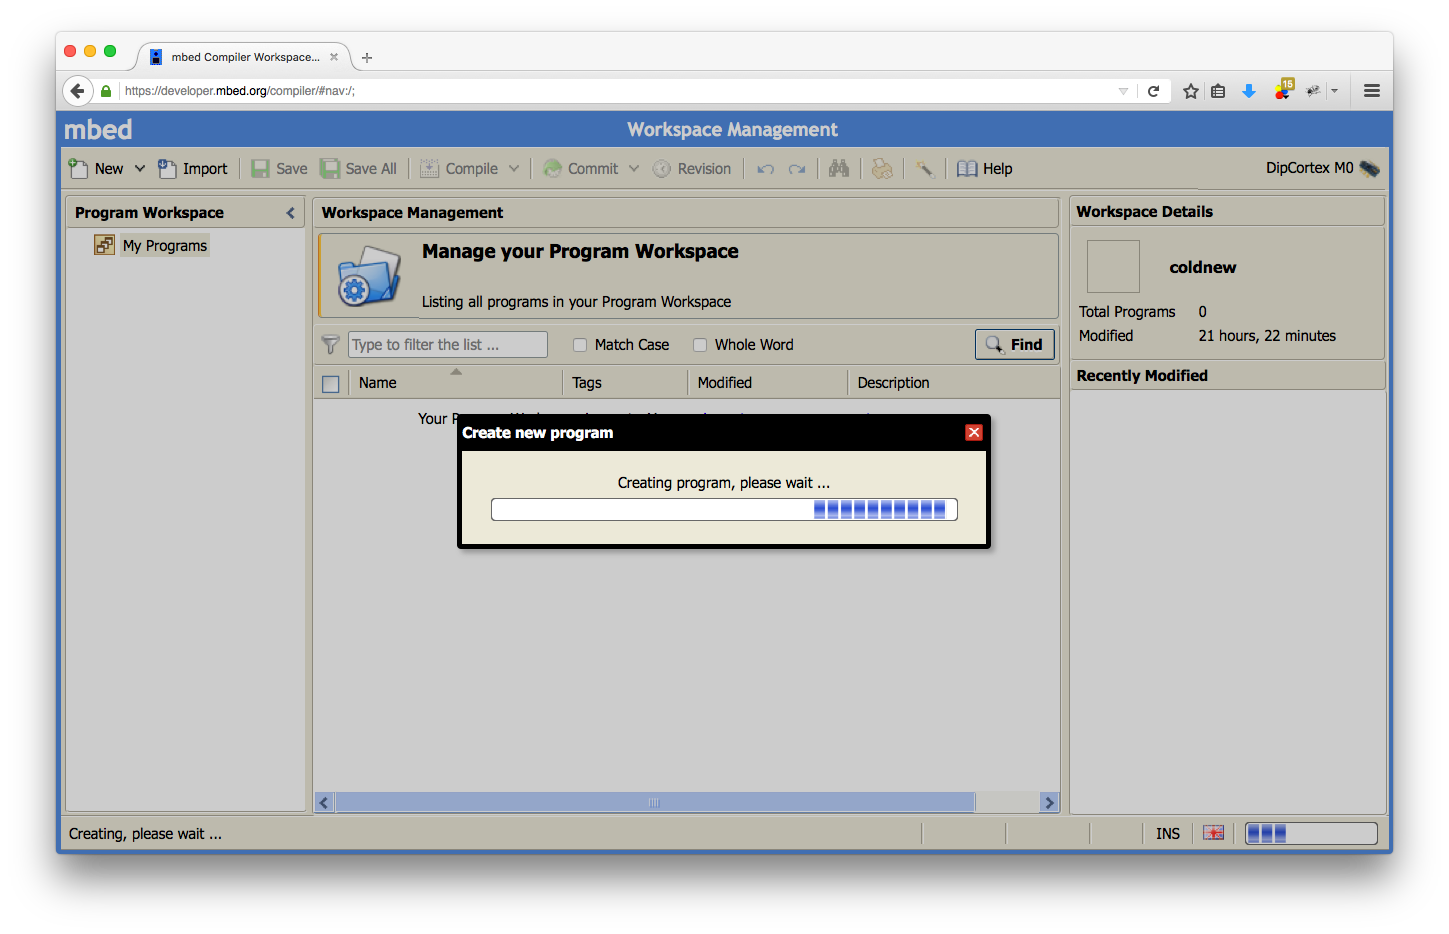 mbed Compiler Workspace...
https://developer.mbed.org/compiler/#nav:/;
15
mbed
Workspace Management
New Import Save Save All Compile Commit Revision Help DipCortex M0
Program Workspace
My Programs
Workspace Management
Manage your Program Workspace
Listing all programs in your Program Workspace
Type to filter the list ... Match Case Whole Word Find
Name Tags Modified Description
Your
Create new program
Creating program, please wait ...
Workspace Details
coldnew
Total Programs 0
Modified 21 hours, 22 minutes
Recently Modified
Creating, please wait ... INS